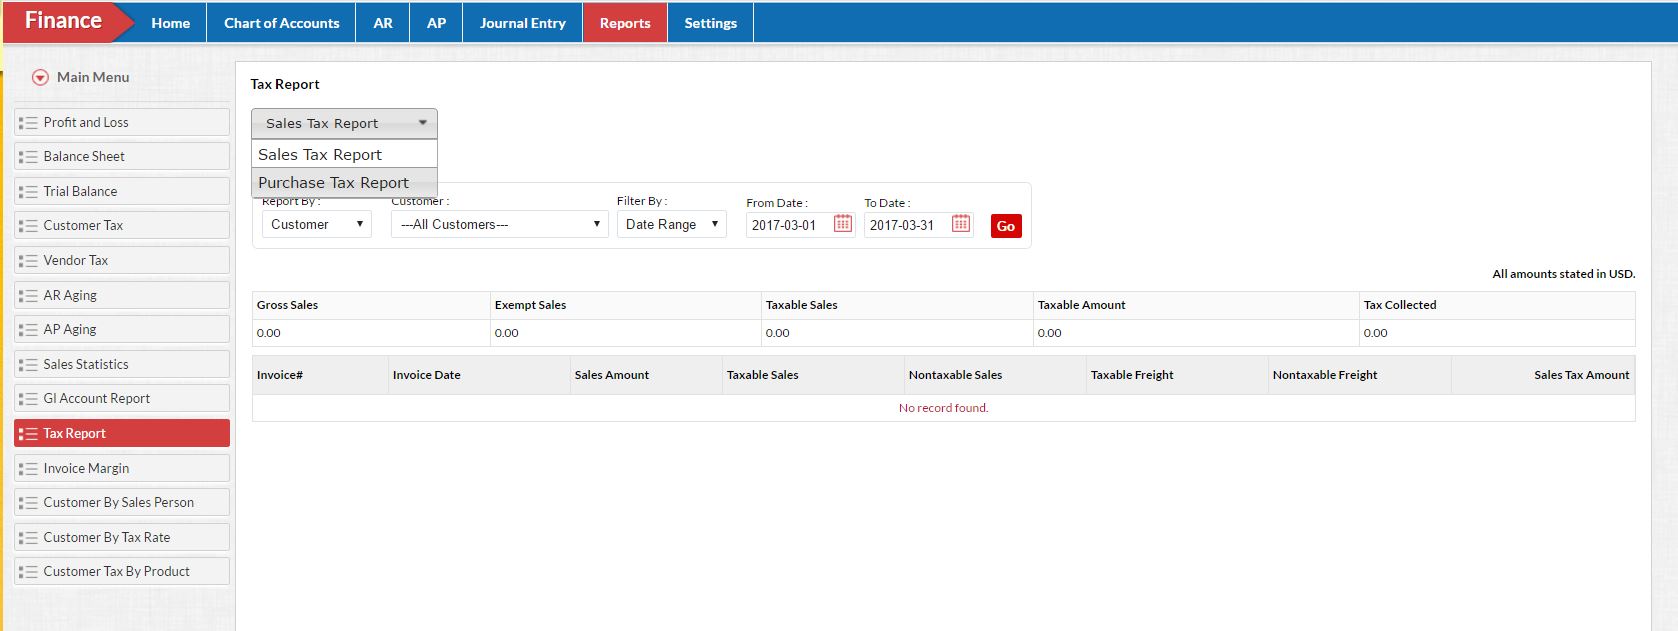 Finance
Home
Chart of Accounts
AR
AP
Journal Entry
Reports
Settings
Main Menu
Profit and Loss
Balance Sheet
Trial Balance
Customer Tax
Vendor Tax
AR Aging
AP Aging
Sales Statistics
Gl Account Report
Tax Report
Invoice Margin
Customer By Sales Person
Customer By Tax Rate
Customer Tax By Product
Tax Report
Sales Tax Report
Sales Tax Report
Purchase Tax Report
Report By : Customer : Filter By : From Date : To Date :
Customer ---All Customers--- Date Range 2017-03-01 2017-03-31 Go
All amounts stated in USD.
Gross Sales Exempt Sales Taxable Sales Taxable Amount Tax Collected
0.00 0.00 0.00 0.00 0.00
Invoice# Invoice Date Sales Amount Taxable Sales Nontaxable Sales Taxable Freight Nontaxable Freight Sales Tax Amount
No record found.